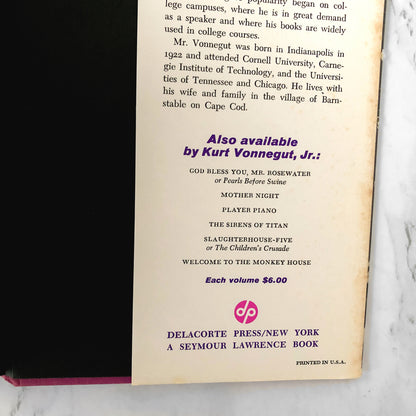 popularity began on col-
lege campuses, where he is in great demand
as a speaker and where his books are widely
used in college courses.
Mr. Vonnegut was born in Indianapolis in
1922 and attended Cornell University, Carne-
gie Institute of Technology, and the Universi-
ties of Tennessee and Chicago. He lives with
his wife and family in the village of Barn-
stable on Cape Cod.
Also available
by Kurt Vonnegut, Jr.:
GOD BLESS YOU, MR. ROSEWATER
or Pearls Before Swine
MOTHER NIGHT
PLAYER PIANO
THE SIRENS OF TITAN
SLAUGHTERHOUSE-FIVE
or The Children's Crusade
WELCOME TO THE MONKEY HOUSE
Each volume $6.00
dp
DELACORTE PRESS/NEW YORK
A SEYMOUR LAWRENCE BOOK
PRINTED IN U.S.A.